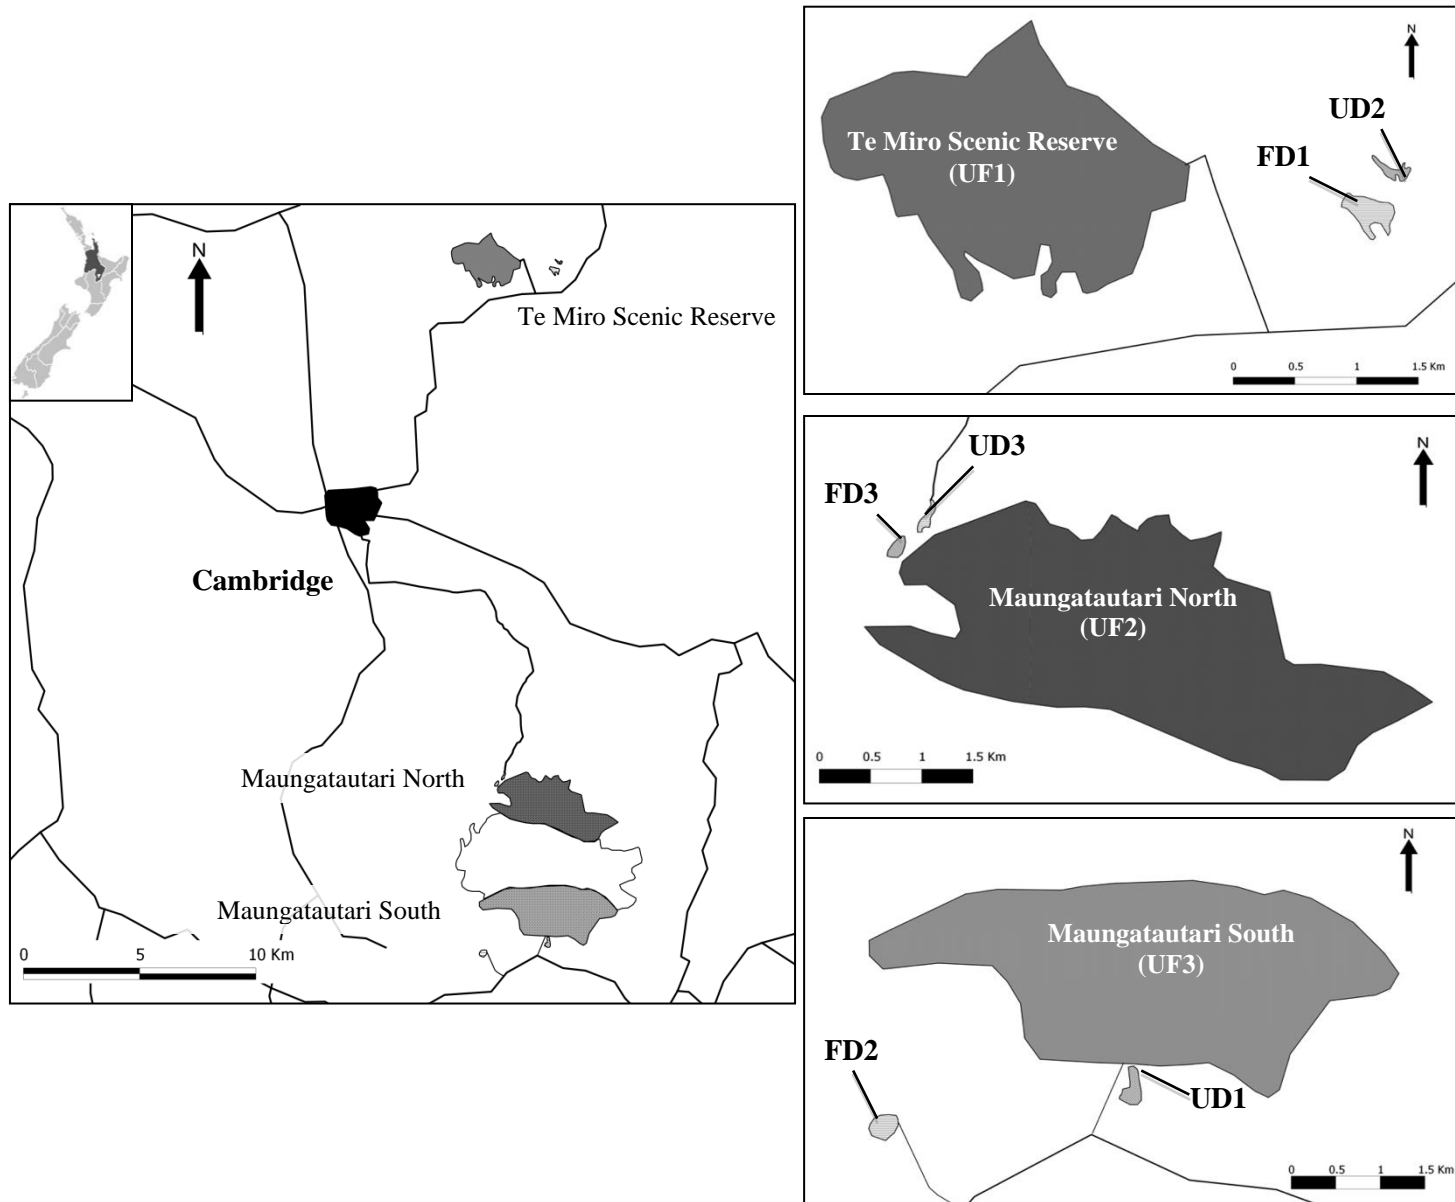 N
Te Miro Scenic Reserve
Cambridge
Maungatautari North
Maungatautari South
0 5 10 Km
N
UD2
FD1
Te Miro Scenic Reserve
(UF1)
0 0.5 1 1.5 Km
N
UD3
FD3
Maungatautari North
(UF2)
0 0.5 1 1.5 Km
N
Maungatautari South
(UF3)
FD2
UD1
0 0.5 1 1.5 Km